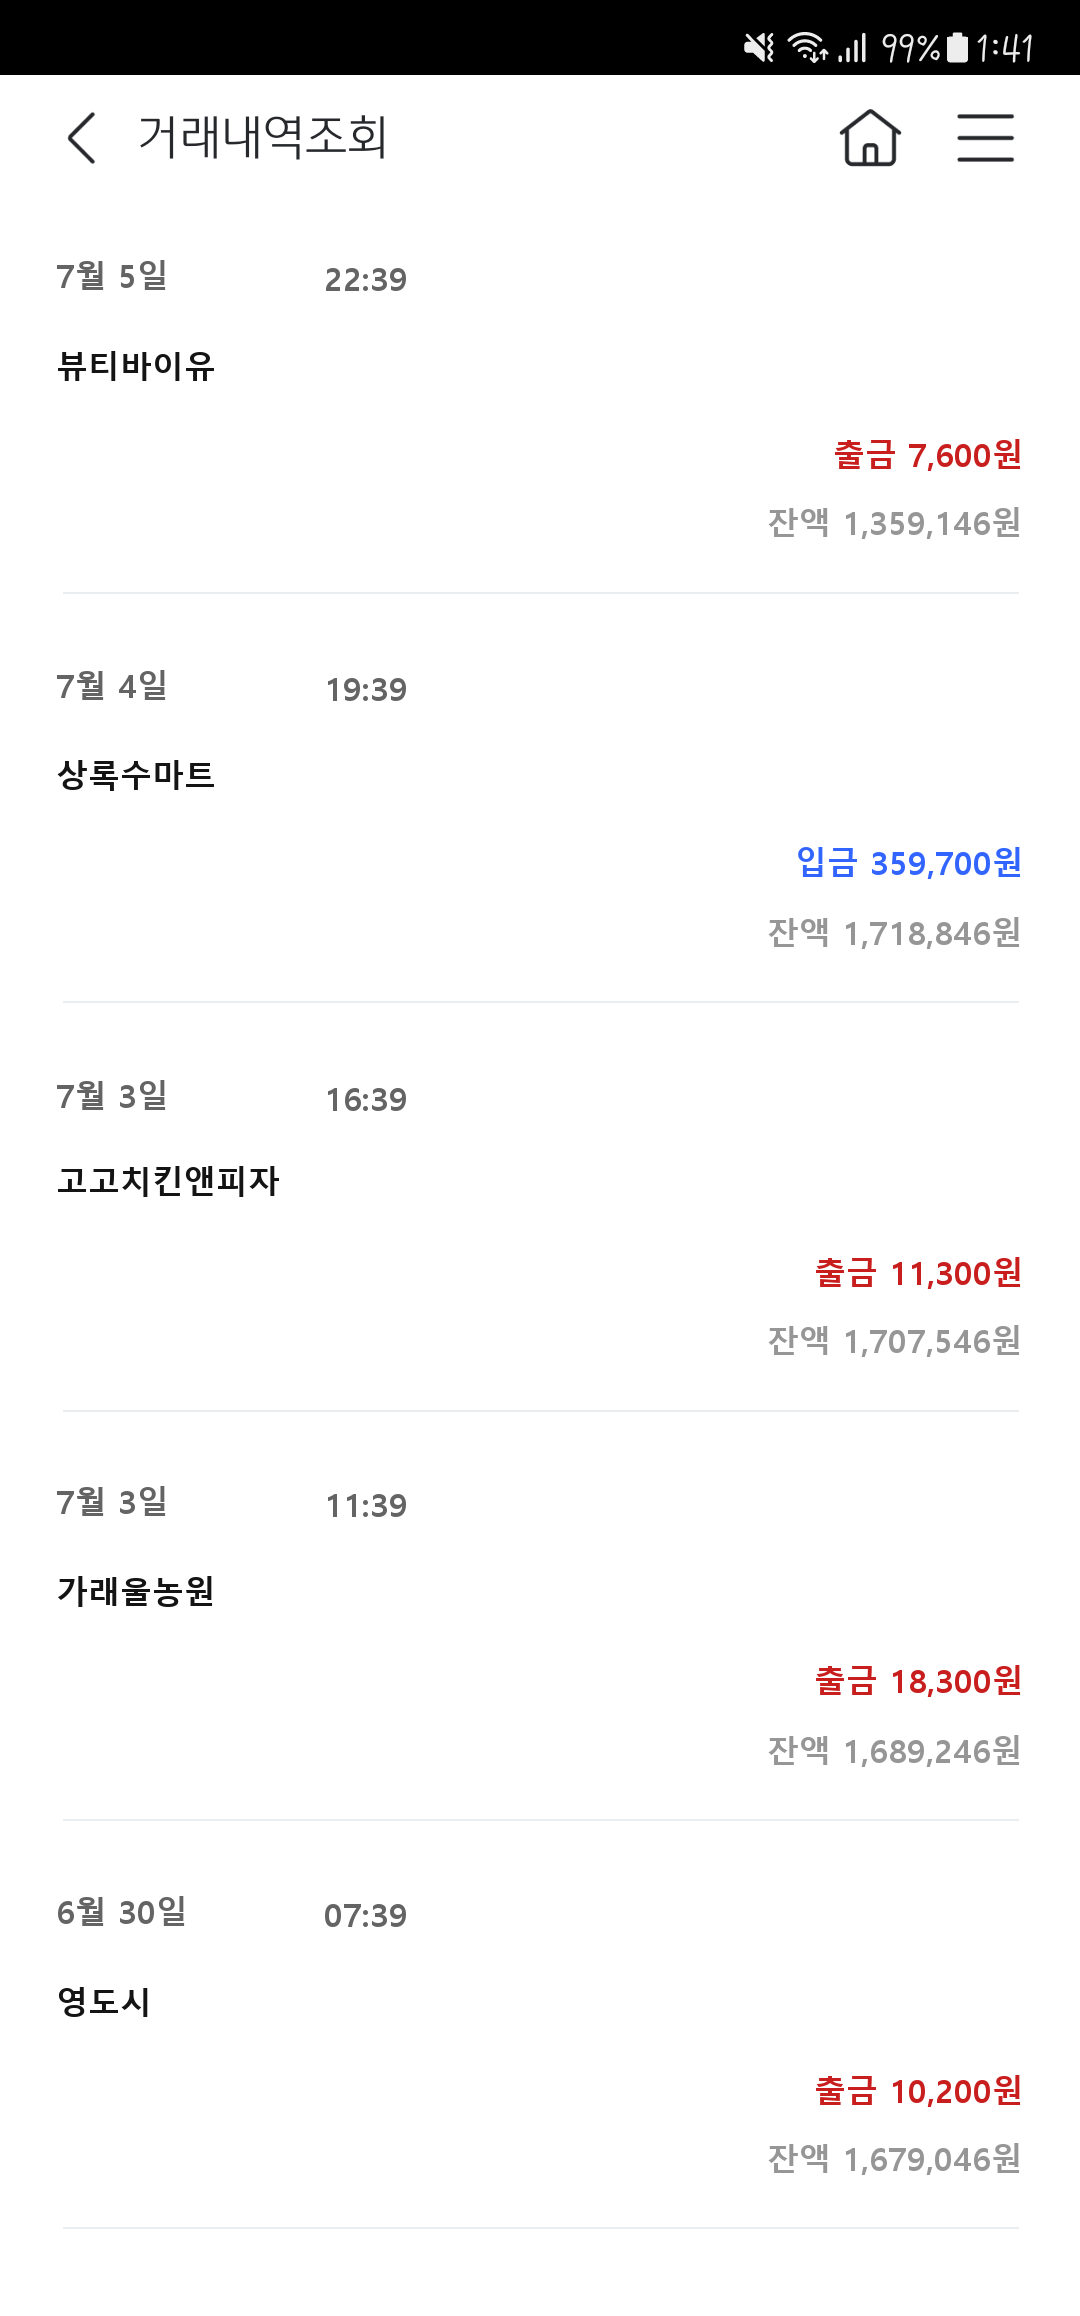 99% 1:41
거래내역조회
7월 5일 22:39
뷰티바이유
출금 7,600원
잔액 1,359,146원
7월 4일 19:39
상록수마트
입금 359,700원
잔액 1,718,846원
7월 3일 16:39
고고치킨앤피자
출금 11,300원
잔액 1,707,546원
7월 3일 11:39
가래울농원
출금 18,300원
잔액 1,689,246원
6월 30일 07:39
영도시
출금 10,200원
잔액 1,679,046원